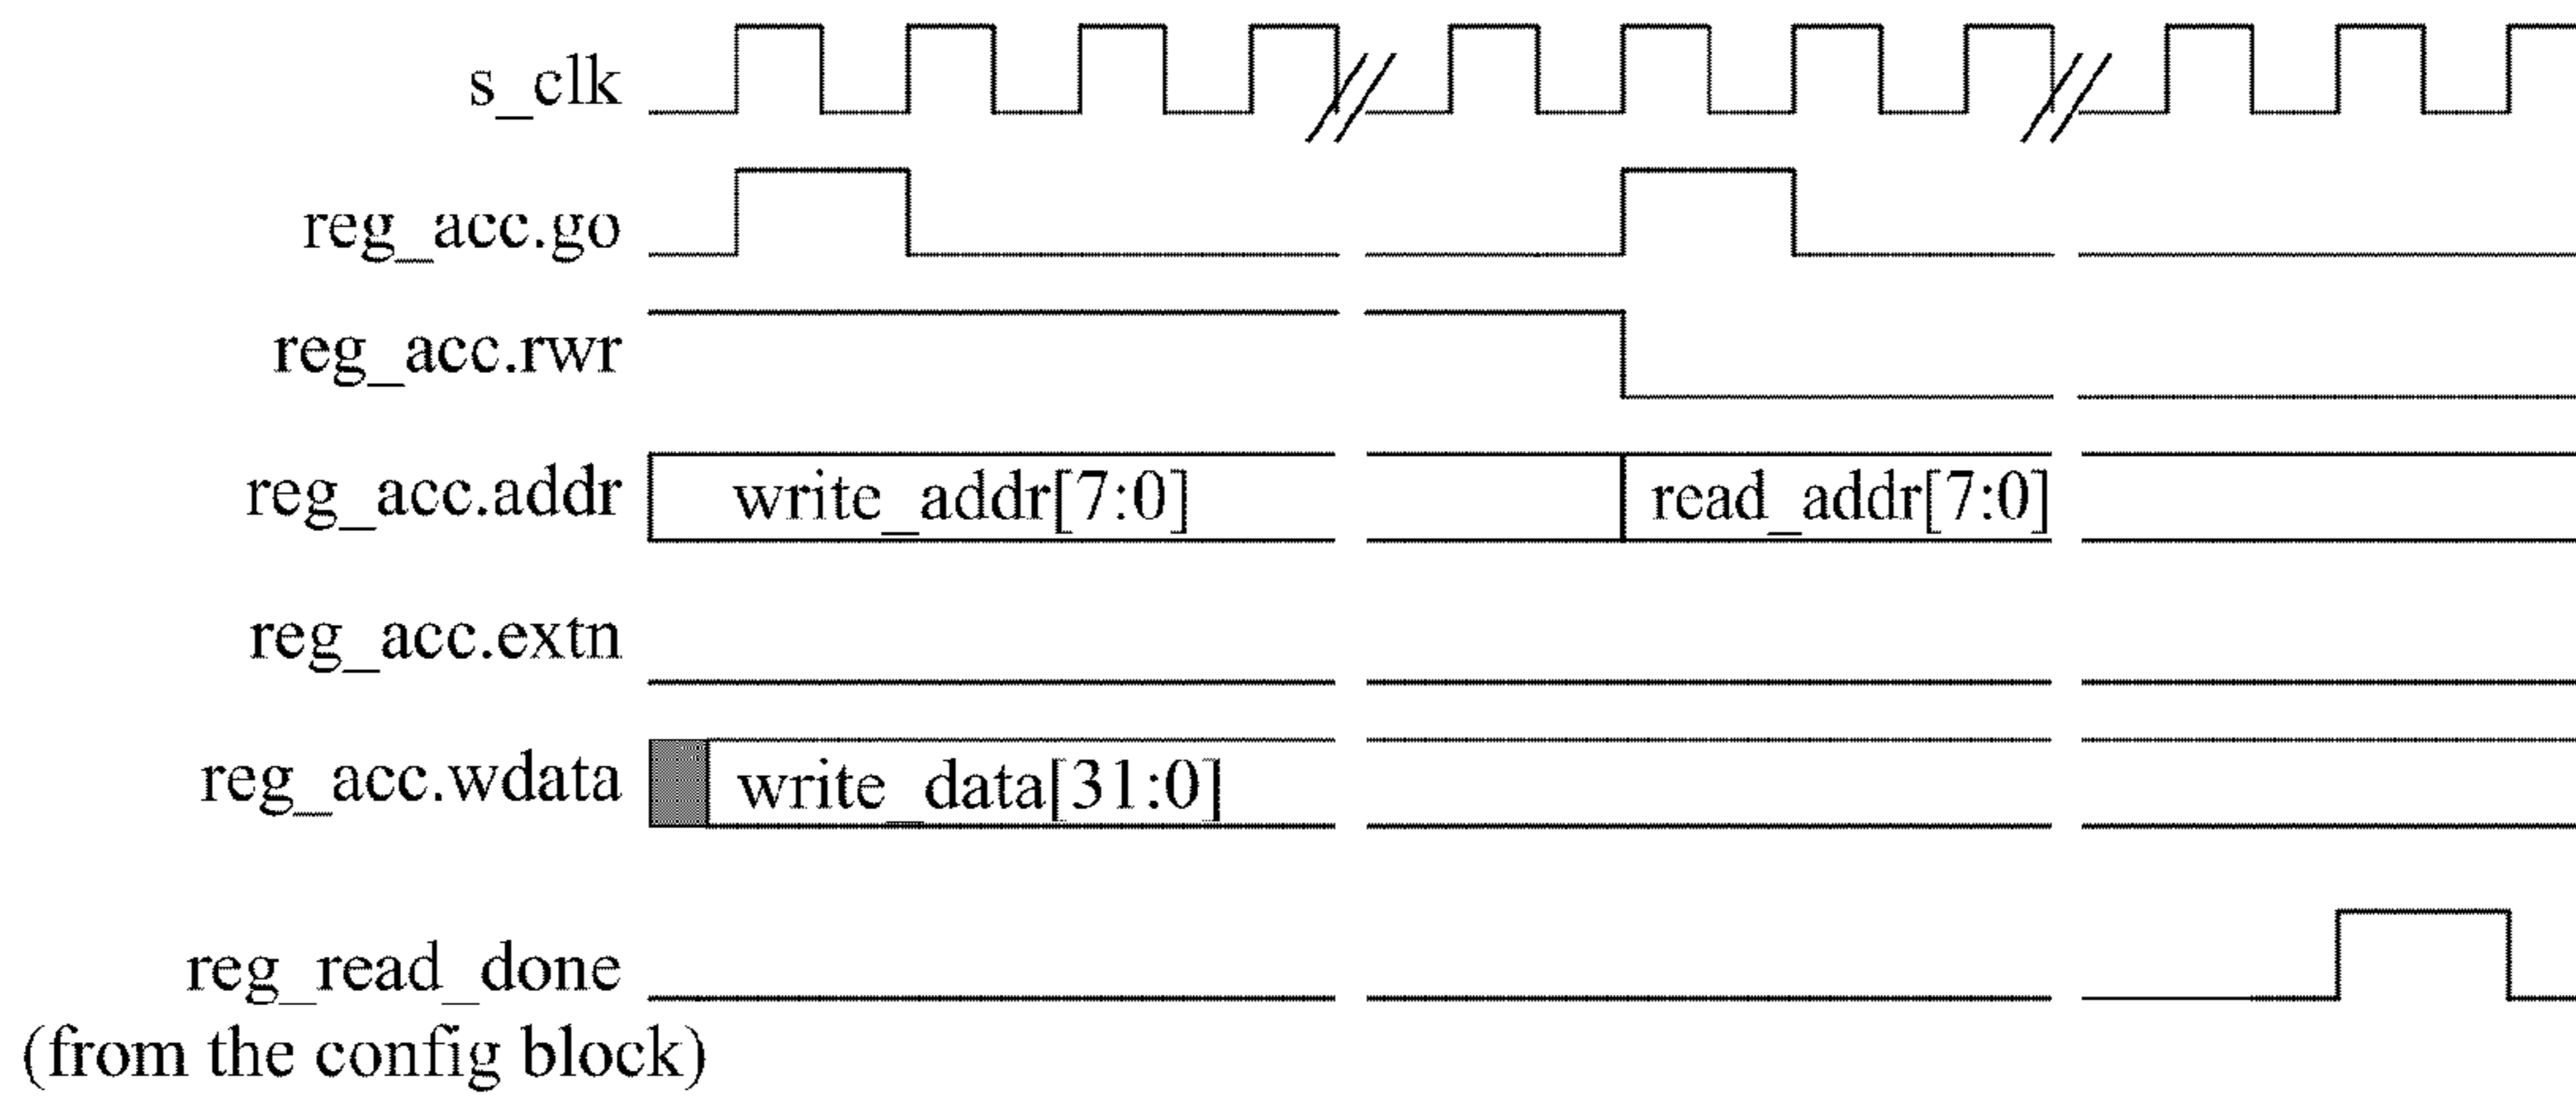 s_clk
reg_acc.go
reg_acc.rwr
reg_acc.addr write_addr[7:0] read_addr[7:0]
reg_acc.extn
reg_acc.wdata write_data[31:0]
reg_read_done
(from the config block)